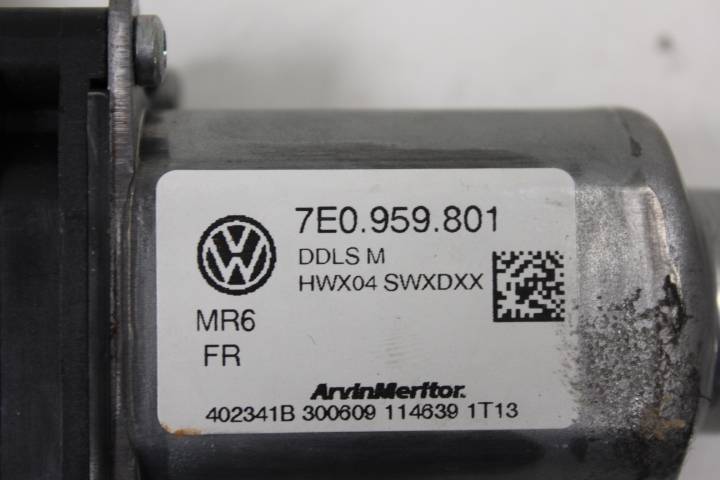 7E0.959.801
DDLS M
HWX04 SWXDXX
MR6
FR
ArvinMeritor.
402341B 300609 114639 1T13